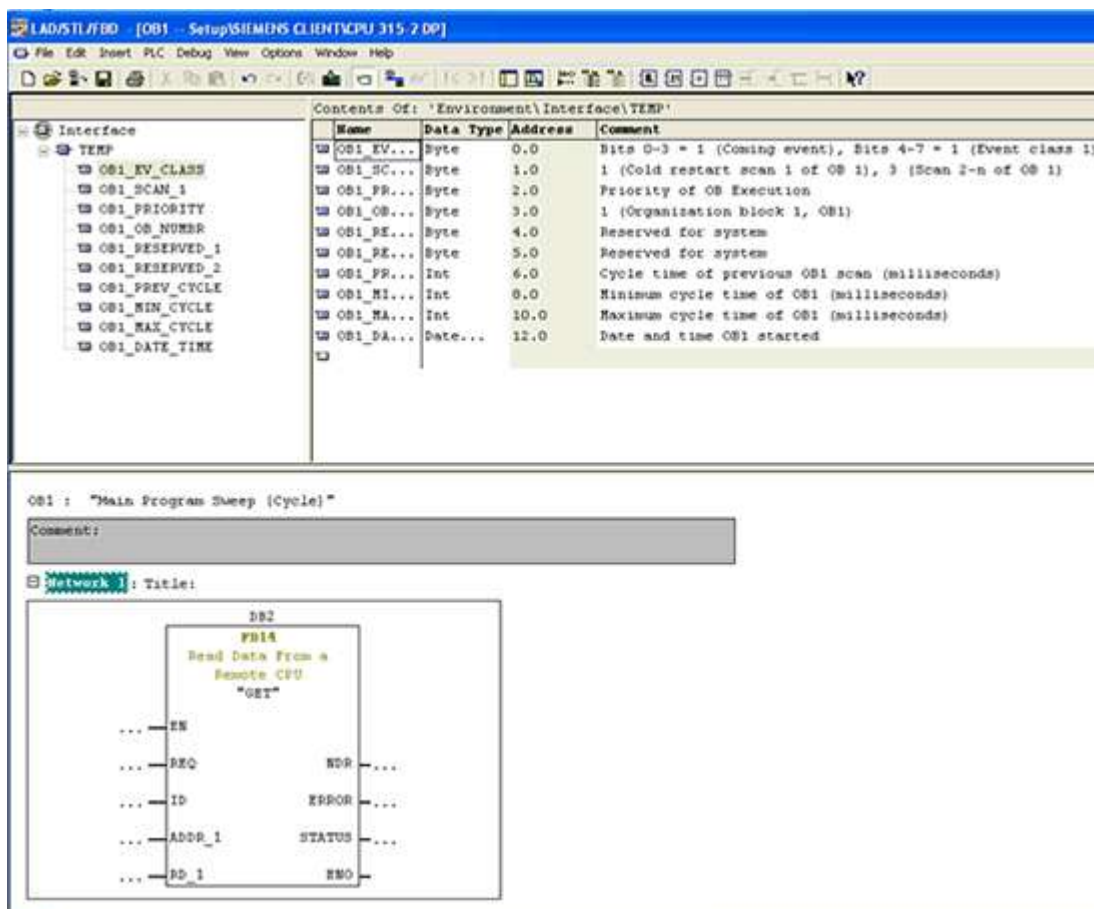 LAD/STL/FBD - [OB1 -- Setup\SIEMENS CLIENT\CPU 315-2 DP]
File Edit Insert PLC Debug View Options Window Help
Contents Of: 'Environment\Interface\TEMP'
Interface
TEMP
OB1_EV_CLASS
OB1_SCAN_1
OB1_PRIORITY
OB1_OB_NUMBR
OB1_RESERVED_1
OB1_RESERVED_2
OB1_PREV_CYCLE
OB1_MIN_CYCLE
OB1_MAX_CYCLE
OB1_DATE_TIME
Name Data Type Address Comment
OB1_EV... Byte 0.0 Bits 0-3 = 1 (Coming event), Bits 4-7 = 1 (Event class 1)
OB1_SC... Byte 1.0 1 (Cold restart scan 1 of OB 1), 3 (Scan 2-n of OB 1)
OB1_PR... Byte 2.0 Priority of OB Execution
OB1_OB... Byte 3.0 1 (Organization block 1, OB1)
OB1_RE... Byte 4.0 Reserved for system
OB1_RE... Byte 5.0 Reserved for system
OB1_PR... Int 6.0 Cycle time of previous OB1 scan (milliseconds)
OB1_MI... Int 8.0 Minimum cycle time of OB1 (milliseconds)
OB1_MA... Int 10.0 Maximum cycle time of OB1 (milliseconds)
OB1_DA... Date... 12.0 Date and time OB1 started
OB1 : "Main Program Sweep (Cycle)"
Comment:
Network 1: Title:
DB2
FB14
Read Data From a
Remote CPU
"GET"
... EN
... REQ NDR ...
... ID ERROR ...
... ADDR_1 STATUS ...
... RD_1 ENO